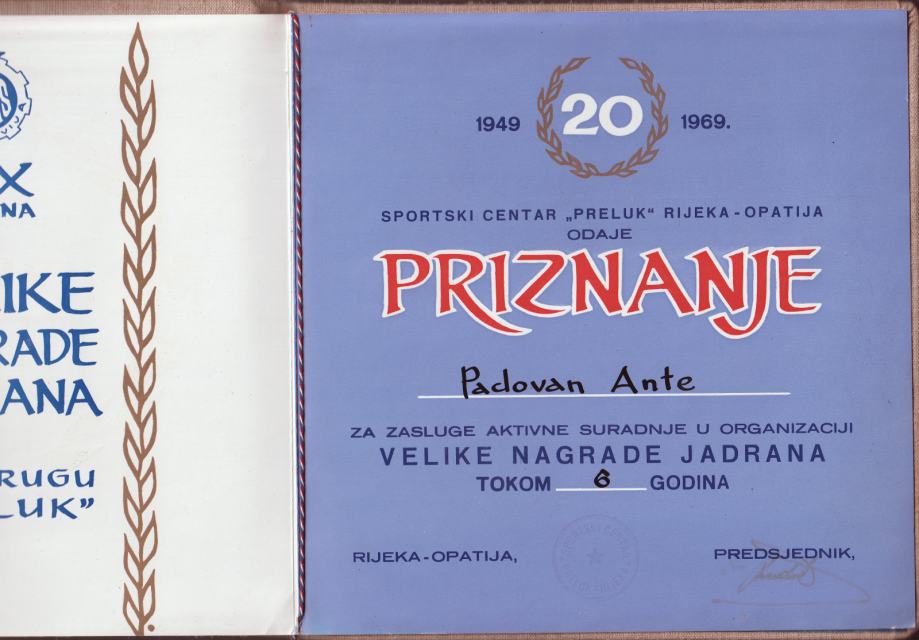 X
NA
IKE
RADE
ANA
RUGU
LUK”
1949 20 1969.
SPORTSKI CENTAR „PRELUK“ RIJEKA-OPATIJA
ODAJE
PRIZNANJE
Padovan Ante
ZA ZASLUGE AKTIVNE SURADNJE U ORGANIZACIJI
VELIKE NAGRADE JADRANA
TOKOM 6 GODINA
RIJEKA-OPATIJA,
PREDSJEDNIK,